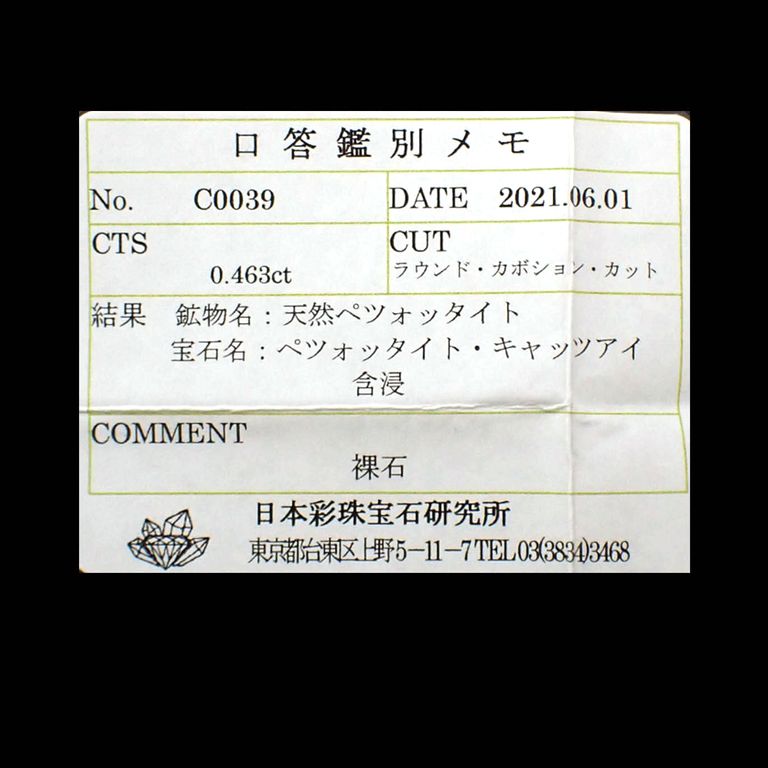 口答鑑別メモ
No. C0039 DATE 2021.06.01
CTS CUT
0.463ct ラウンド・カボション・カット
結果 鉱物名：天然ペツォッタイト
宝石名：ペツォッタイト・キャッツアイ
含浸
COMMENT
裸石
日本彩珠宝石研究所
東京都台東区上野5－11－7 TEL 03(3834)3468